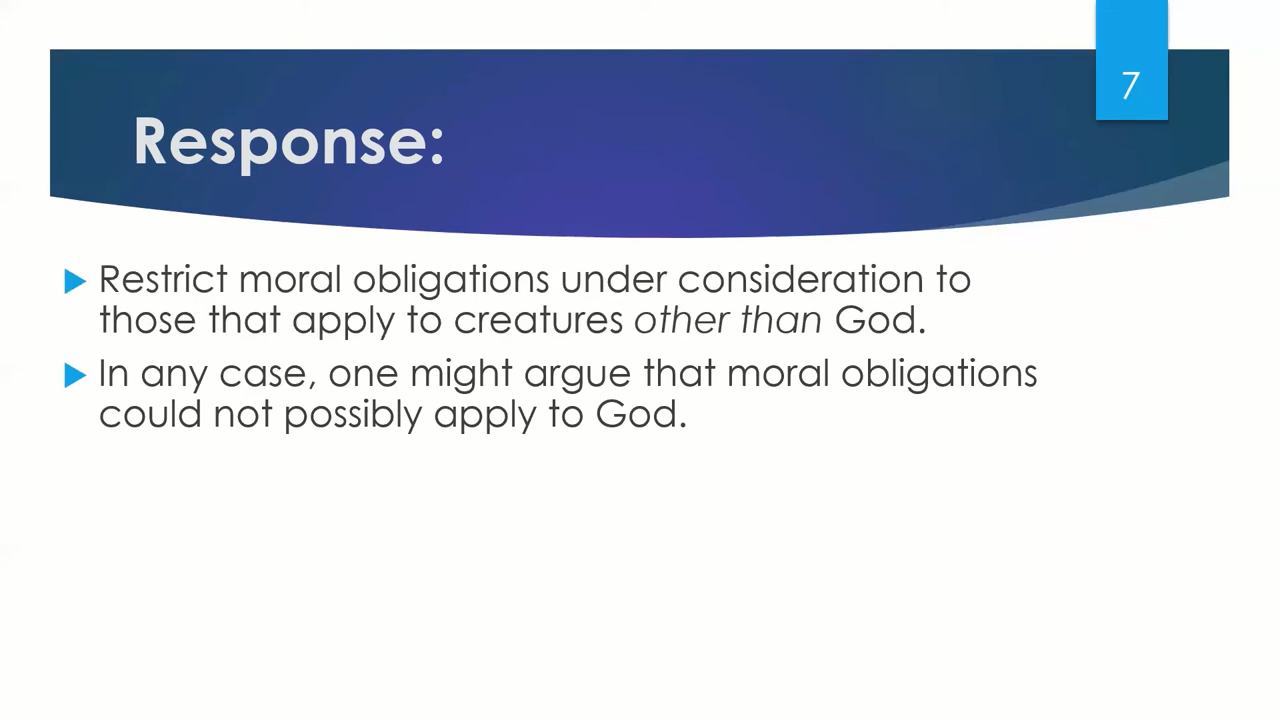 7
Response:
Restrict moral obligations under consideration to
those that apply to creatures other than God.
In any case, one might argue that moral obligations
could not possibly apply to God.